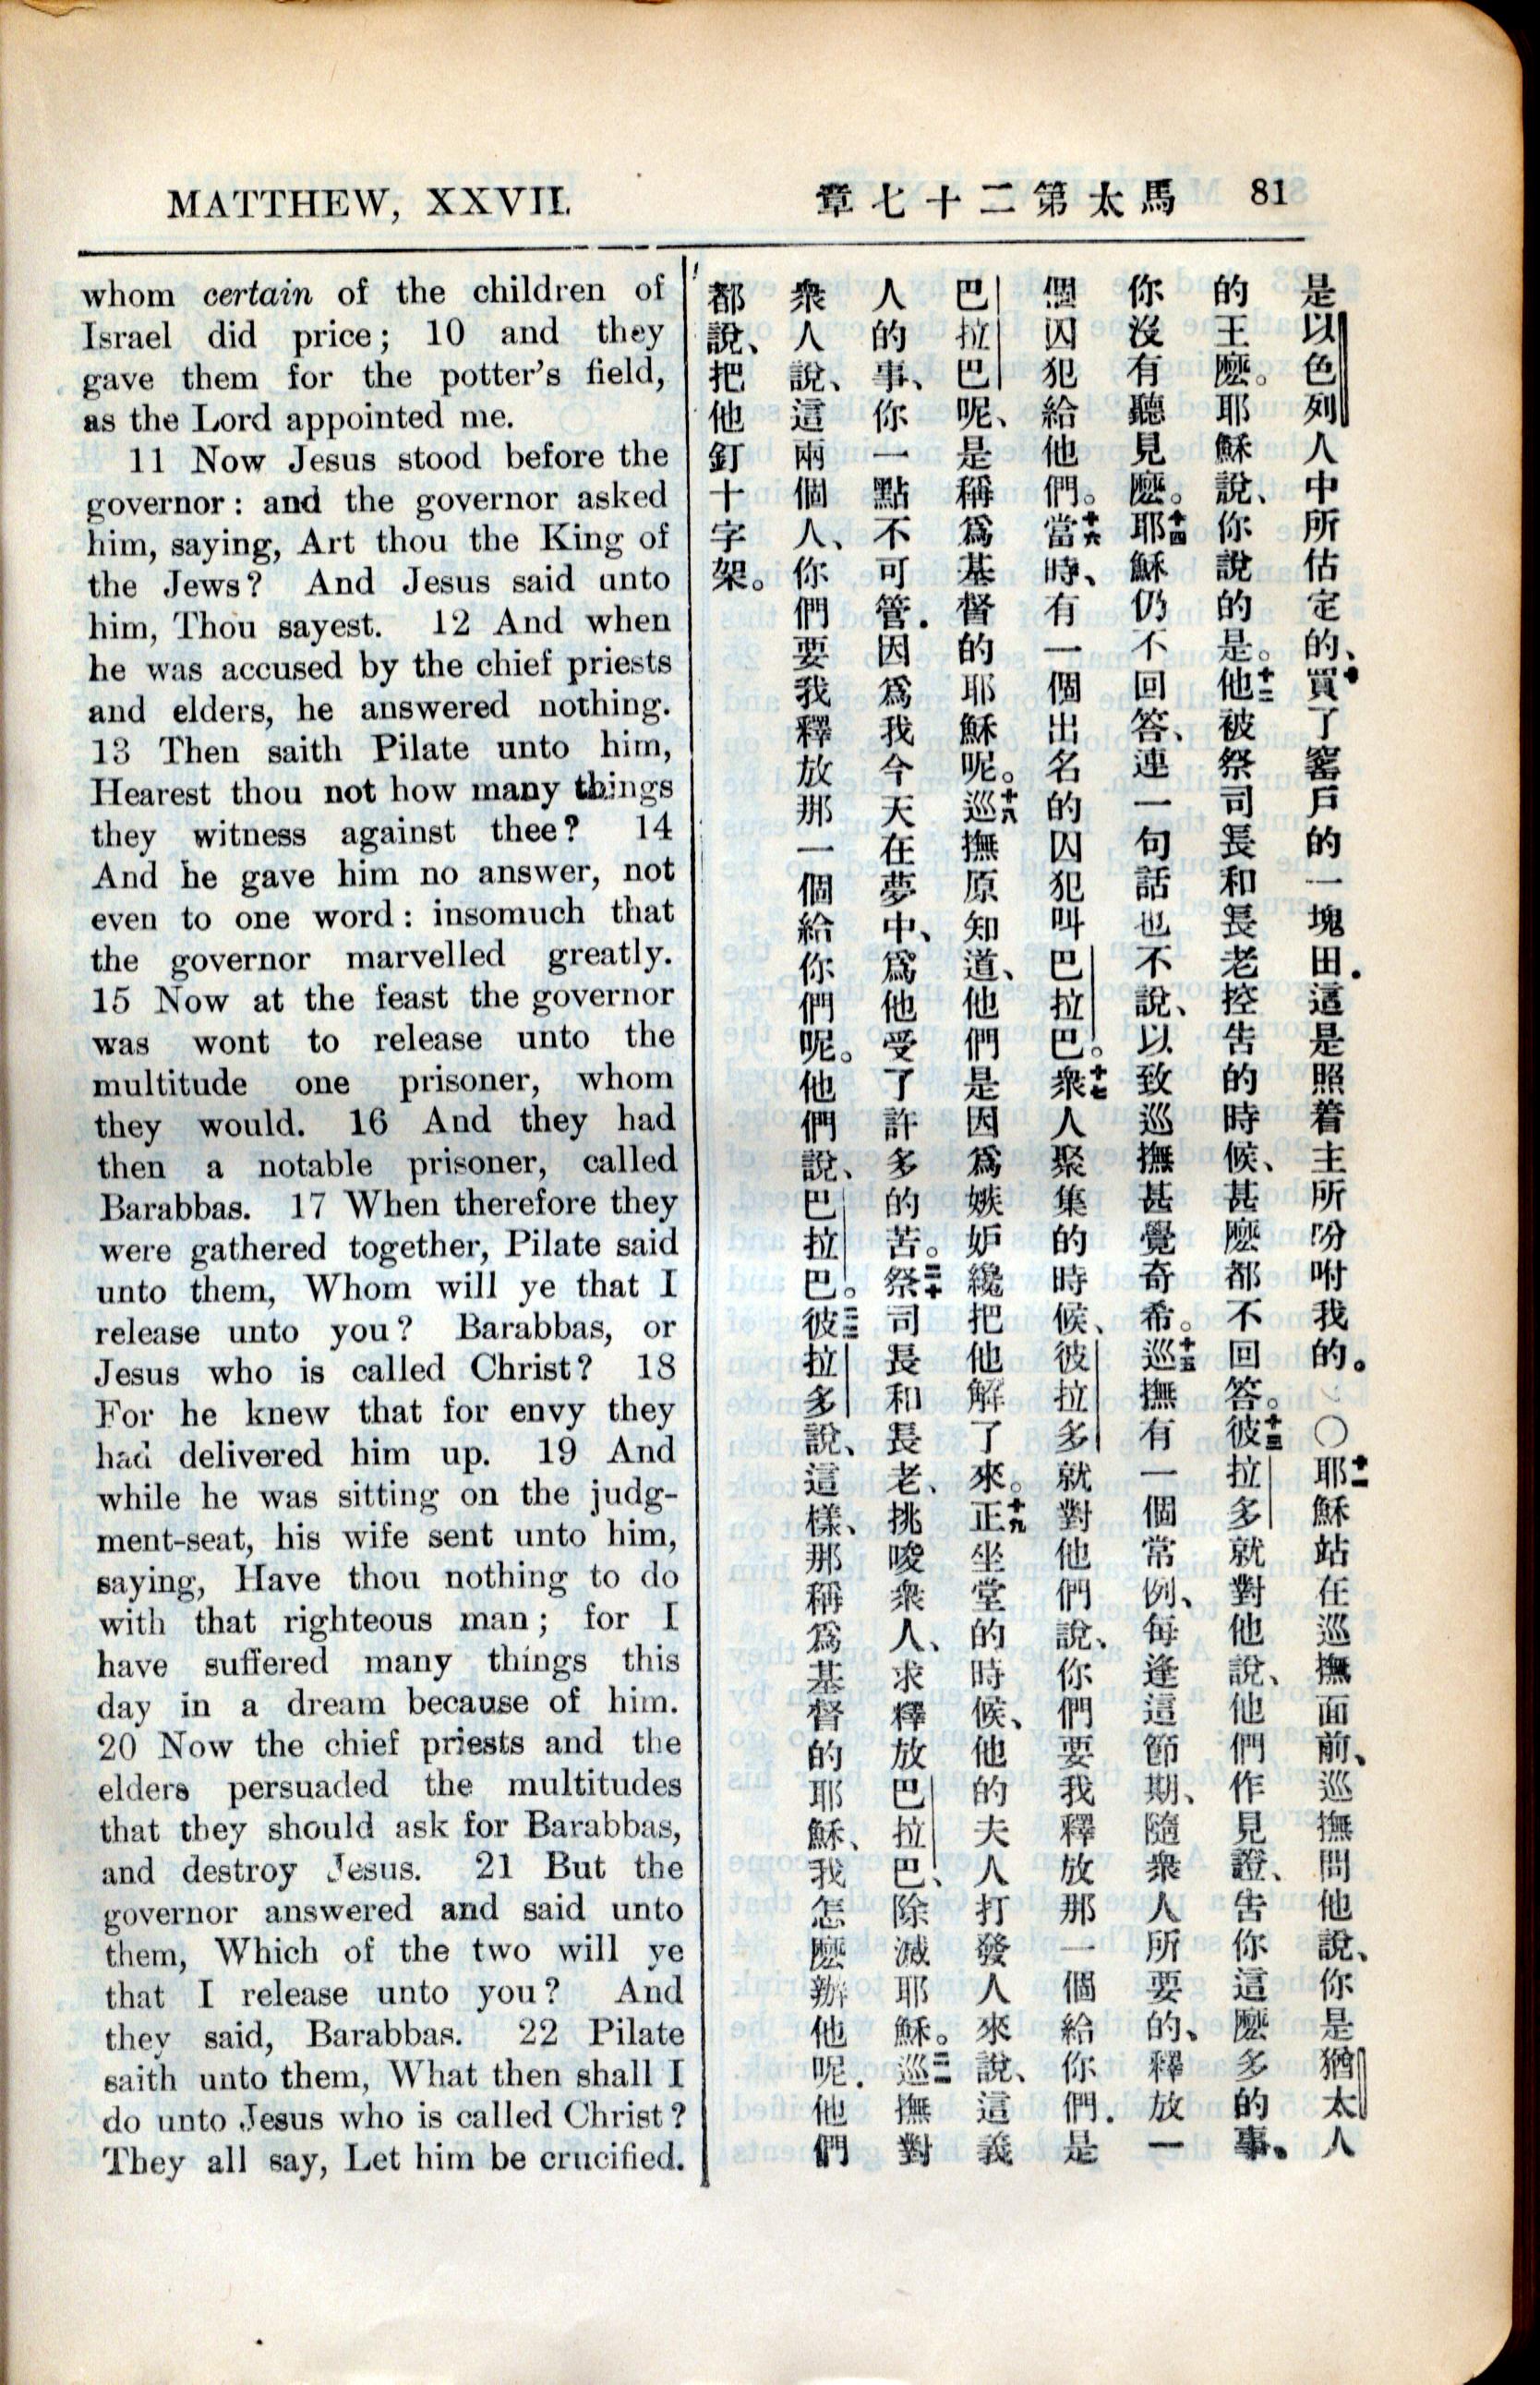 MATTHEW, XXVII.
馬太第二十七章
81
whom certain of the children of
Israel did price; 10 and they
gave them for the potter's field,
as the Lord appointed me.
11 Now Jesus stood before the
governor: and the governor asked
him, saying, Art thou the King of
the Jews? And Jesus said unto
him, Thou sayest. 12 And when
he was accused by the chief priests
and elders, he answered nothing.
13 Then saith Pilate unto him,
Hearest thou not how many things
they witness against thee? 14
And he gave him no answer, not
even to one word: insomuch that
the governor marvelled greatly.
15 Now at the feast the governor
was wont to release unto the
multitude one prisoner, whom
they would. 16 And they had
then a notable prisoner, called
Barabbas. 17 When therefore they
were gathered together, Pilate said
unto them, Whom will ye that I
release unto you? Barabbas, or
Jesus who is called Christ? 18
For he knew that for envy they
had delivered him up. 19 And
while he was sitting on the judg-
ment-seat, his wife sent unto him,
saying, Have thou nothing to do
with that righteous man; for I
have suffered many things this
day in a dream because of him.
20 Now the chief priests and the
elders persuaded the multitudes
that they should ask for Barabbas,
and destroy Jesus. 21 But the
governor answered and said unto
them, Which of the two will ye
that I release unto you? And
they said, Barabbas. 22 Pilate
saith unto them, What then shall I
do unto Jesus who is called Christ?
They all say, Let him be crucified.
是以色列人中所估定的、十買了窰戶的一塊田．這是照着主所吩咐我的。〇十一耶穌站在巡撫面前、巡撫問他說、你是猶太人
的王麼。耶穌說、你說的是。十二他被祭司長和長老控告的時候、甚麼都不回答。十三彼拉多就對他說、他們作見證、告你這麼多的事、
你沒有聽見麼。十四耶穌仍不回答、連一句話也不說、以致巡撫甚覺奇希。十五巡撫有一個常例、每逢這節期、隨衆人所要的、釋放一
個囚犯給他們。十六當時、有一個出名的囚犯叫巴拉巴。十七衆人聚集的時候、彼拉多就對他們說、你們要我釋放那一個給你們．是
巴拉巴呢、是稱爲基督的耶穌呢。十八巡撫原知道、他們是因爲嫉妒纔把他解了來。十九正坐堂的時候、他的夫人打發人來說、這義
人的事、你一點不可管．因爲我今天在夢中、爲他受了許多的苦。二十祭司長和長老、挑唆衆人、求釋放巴拉巴、除滅耶穌。二一巡撫對
衆人說、這兩個人、你們要我釋放那一個給你們呢。他們說、巴拉巴。二二彼拉多說、這樣、那稱爲基督的耶穌、我怎麼辦他呢．他們
都說、把他釘十字架。